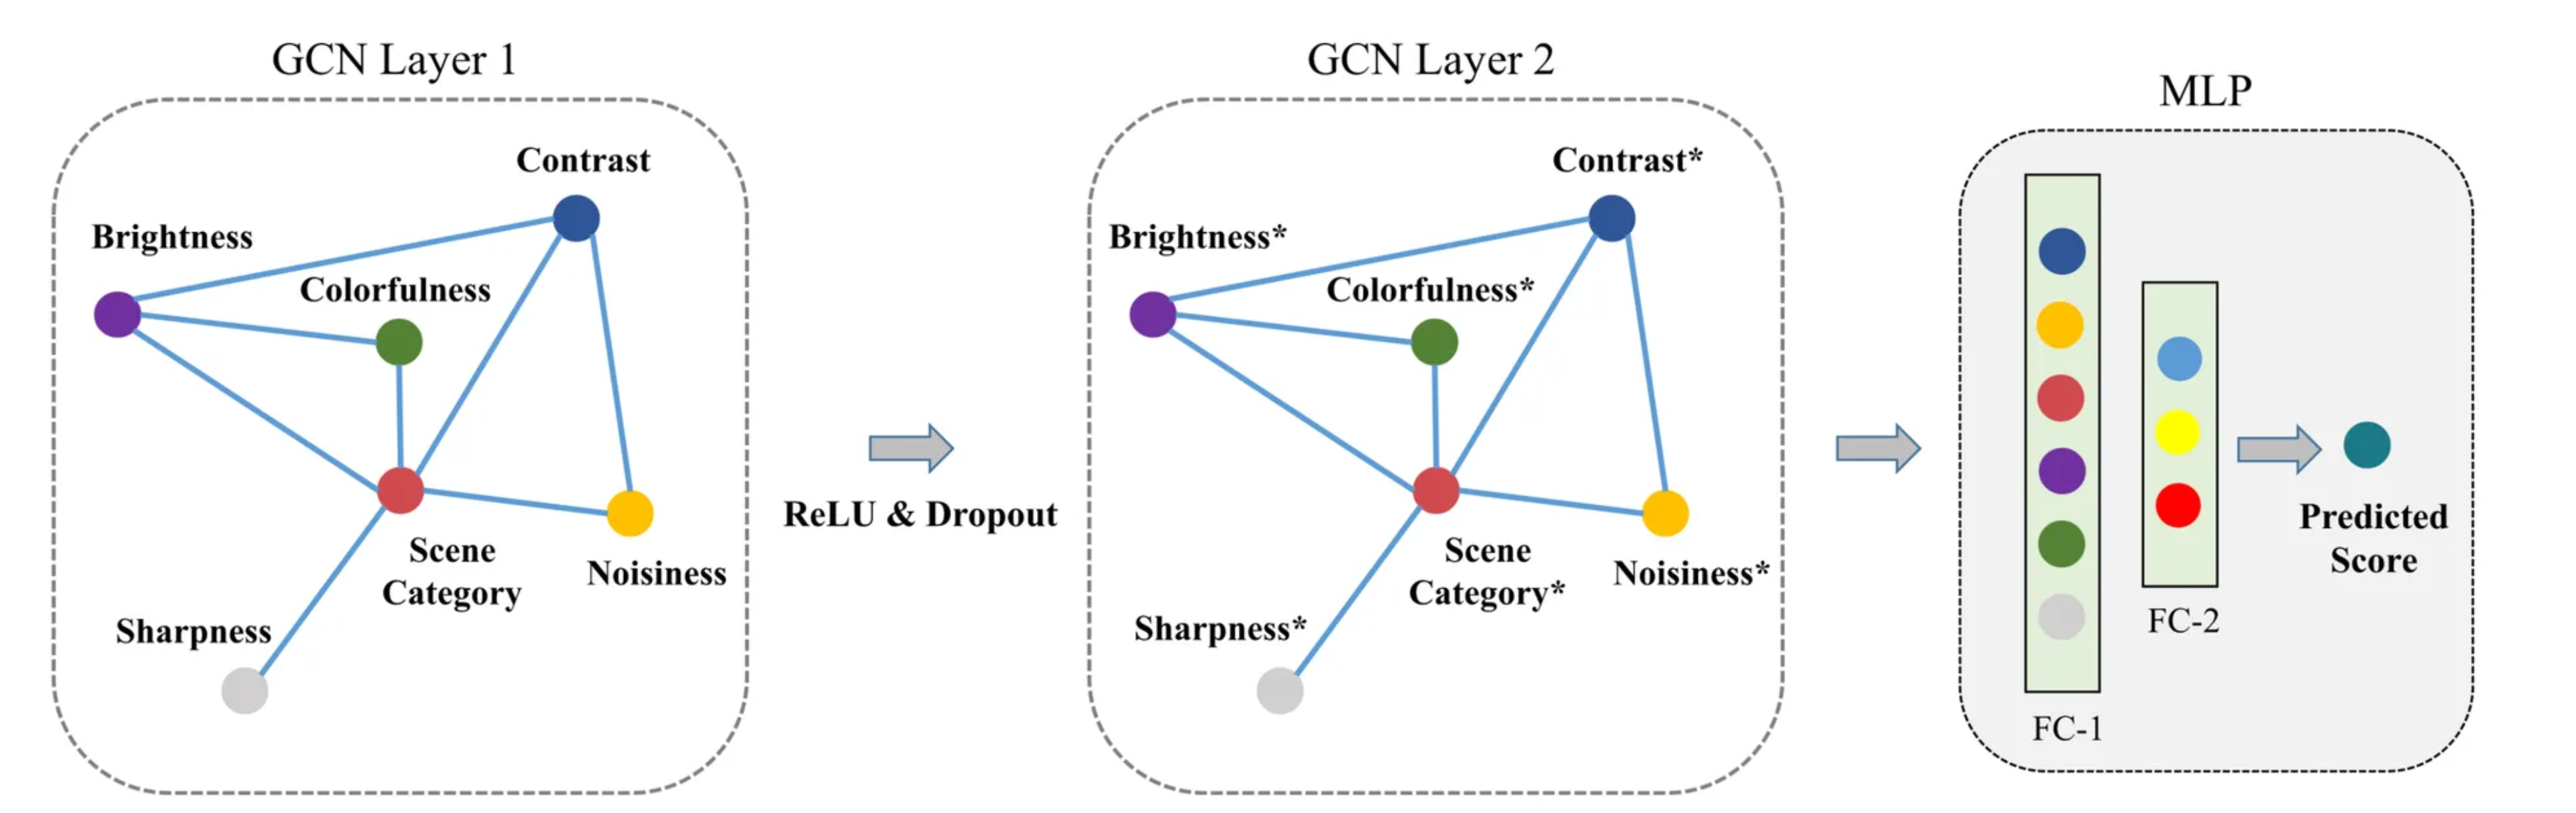 GCN Layer 1
Contrast
Brightness
Colorfulness
Scene
Category
Noisiness
Sharpness
ReLU & Dropout
GCN Layer 2
Contrast*
Brightness*
Colorfulness*
Scene
Category*
Noisiness*
Sharpness*
MLP
FC-1
FC-2
Predicted
Score